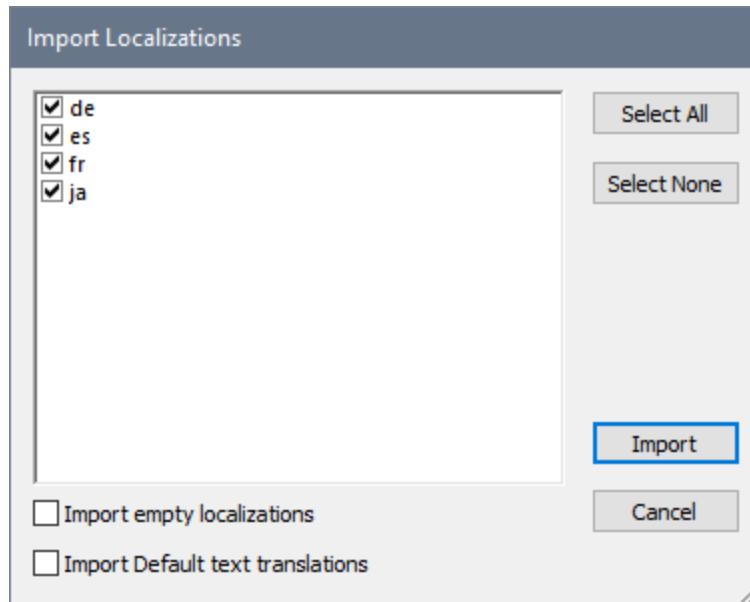 Import Localizations
de
es
fr
ja
Select All
Select None
Import
Cancel
Import empty localizations
Import Default text translations